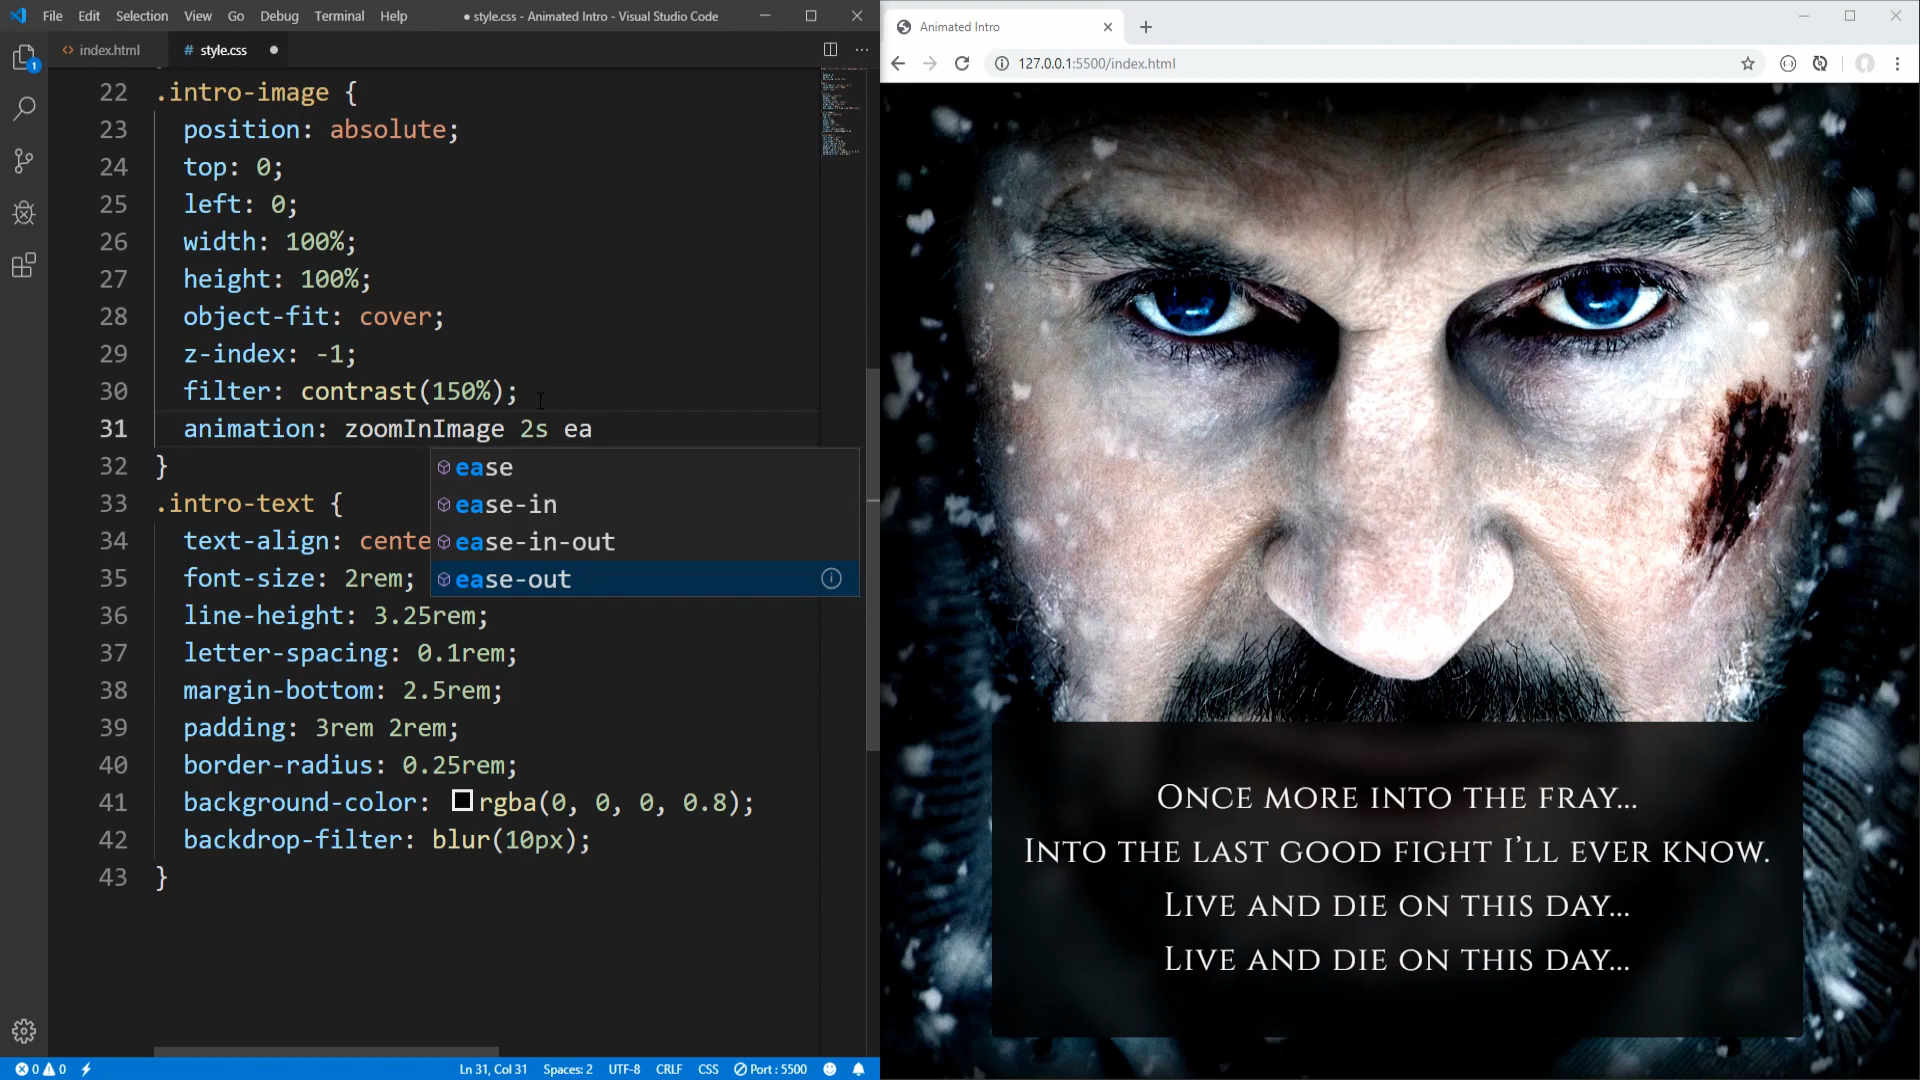 File Edit Selection View Go Debug Terminal Help
● style.css - Animated Intro - Visual Studio Code
index.html
# style.css ●
22 .intro-image {
23 position: absolute;
24 top: 0;
25 left: 0;
26 width: 100%;
27 height: 100%;
28 object-fit: cover;
29 z-index: -1;
30 filter: contrast(150%);
31 animation: zoomInImage 2s ea
ease
ease-in
ease-in-out
ease-out
32 }
33 .intro-text {
34 text-align: cente
35 font-size: 2rem;
36 line-height: 3.25rem;
37 letter-spacing: 0.1rem;
38 margin-bottom: 2.5rem;
39 padding: 3rem 2rem;
40 border-radius: 0.25rem;
41 background-color: rgba(0, 0, 0, 0.8);
42 backdrop-filter: blur(10px);
43 }
1
0 0
Ln 31, Col 31 Spaces: 2 UTF-8 CRLF CSS Port : 5500
Animated Intro
127.0.0.1:5500/index.html
Once more into the fray...
Into the last good fight I’ll ever know.
Live and die on this day...
Live and die on this day...